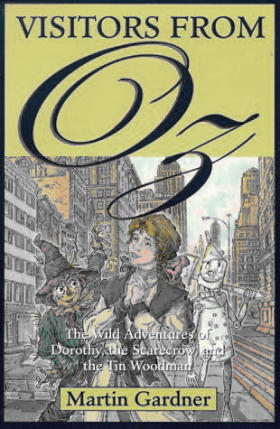 VISITORS FROM
Oz
The Wild Adventures of
Dorothy, the Scarecrow, and
the Tin Woodman
Martin Gardner